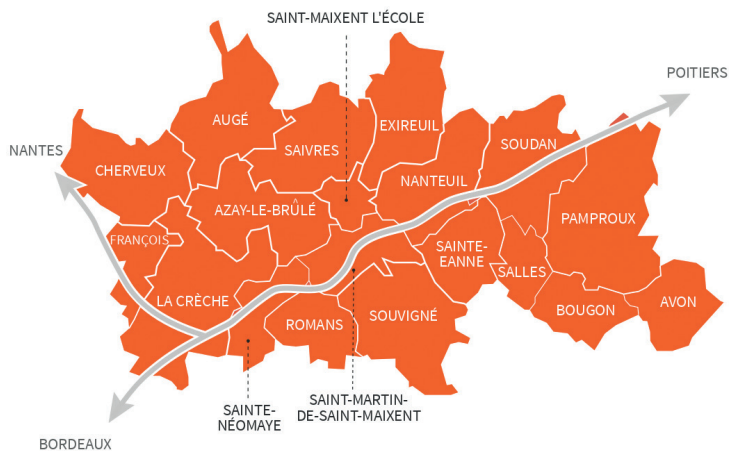 SAINT-MAIXENT L'ÉCOLE
POITIERS
AUGÉ
EXIREUIL
SOUDAN
SAIVRES
NANTES
CHERVEUX
NANTEUIL
AZAY-LE-BRÛLÉ
PAMPROUX
FRANÇOIS
SAINTE-
EANNE
SALLES
LA CRÈCHE
AVON
BOUGON
SOUVIGNÉ
ROMANS
SAINTE-
NÉOMAYE
SAINT-MARTIN-
DE-SAINT-MAIXENT
BORDEAUX